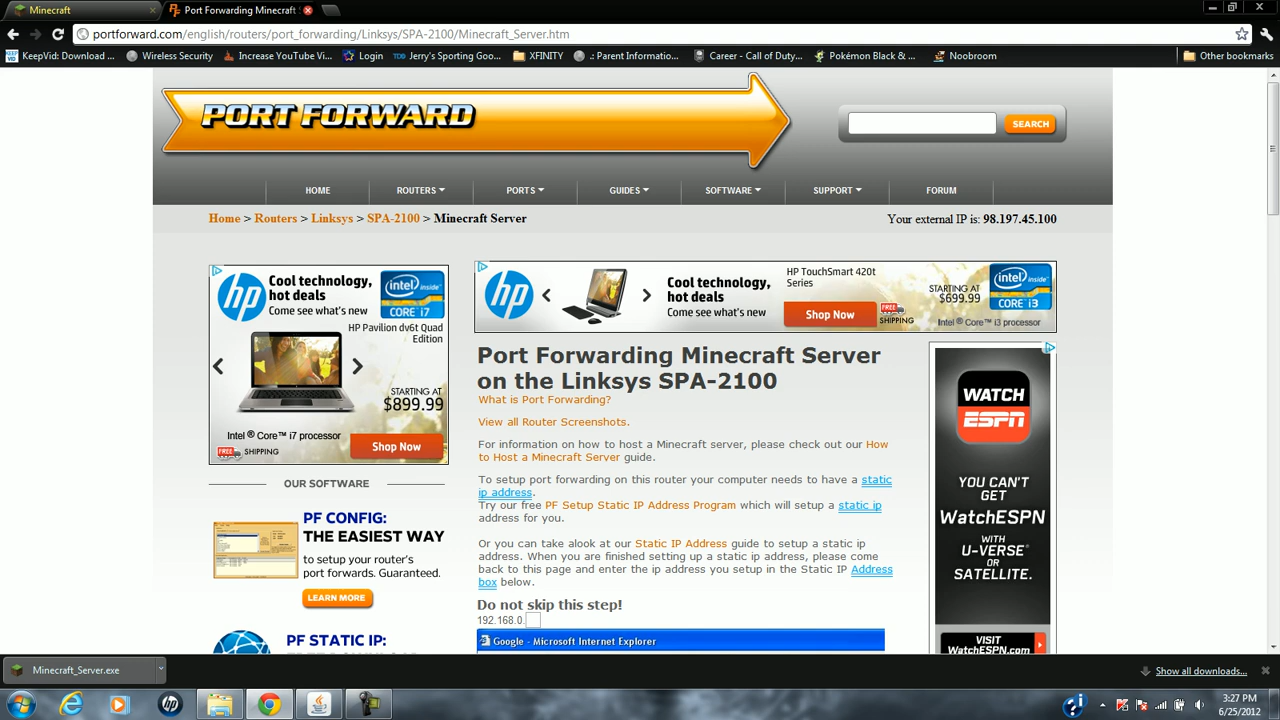 Minecraft
Port Forwarding Minecraft
portforward.com/english/routers/port_forwarding/Linksys/SPA-2100/Minecraft_Server.htm
KeepVid: Download ...
Wireless Security
Increase YouTube Vi...
Login
Jerry's Sporting Goo...
XFINITY
.: Parent Informatio...
Career - Call of Duty...
Pokémon Black & ...
Noobroom
Other bookmarks
PORT FORWARD
SEARCH
HOME
ROUTERS
PORTS
GUIDES
SOFTWARE
SUPPORT
FORUM
Home > Routers > Linksys > SPA-2100 > Minecraft Server
Your external IP is: 98.197.45.100
hp
Cool technology,
hot deals
Come see what's new
intel
CORE i7
HP Pavilion dv6t Quad
Edition
STARTING AT
$899.99
Intel® Core™ i7 processor
FREE
SHIPPING
Shop Now
hp
Cool technology,
hot deals
Come see what's new
HP TouchSmart 420t
Series
Shop Now
FREE
SHIPPING
STARTING AT
$699.99
intel
CORE i3
Intel® Core™ i3 processor
Port Forwarding Minecraft Server
on the Linksys SPA-2100
What is Port Forwarding?
View all Router Screenshots.
For information on how to host a Minecraft server, please check out our How
to Host a Minecraft Server guide.
To setup port forwarding on this router your computer needs to have a static
ip address.
Try our free PF Setup Static IP Address Program which will setup a static ip
address for you.
Or you can take alook at our Static IP Address guide to setup a static ip
address. When you are finished setting up a static ip address, please come
back to this page and enter the ip address you setup in the Static IP Address
box below.
Do not skip this step!
192.168.0.
Google - Microsoft Internet Explorer
OUR SOFTWARE
PF CONFIG:
THE EASIEST WAY
to setup your router's
port forwards. Guaranteed.
LEARN MORE
PF STATIC IP:
WATCH
ESPN
YOU CAN'T
GET
WatchESPN
WITH
U-VERSE®
OR
SATELLITE.
VISIT
WatchESPN.com
Minecraft_Server.exe
Show all downloads...
3:27 PM
6/25/2012